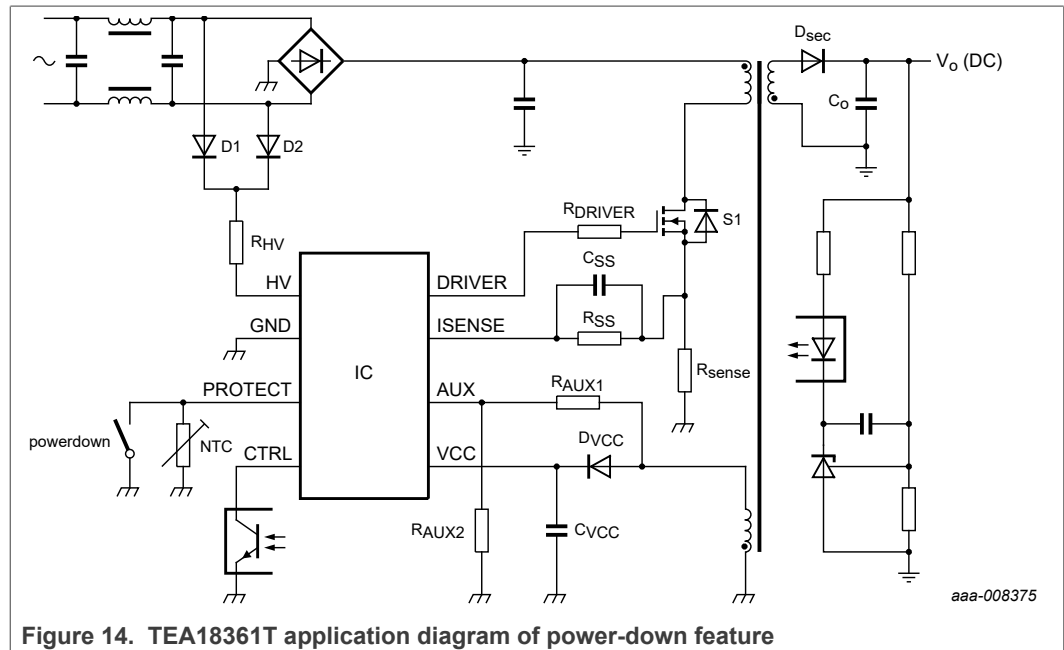 Dsec
Vo (DC)
Co
D1
D2
RHV
RDRIVER
S1
CSS
HV
DRIVER
RSS
GND
ISENSE
Rsense
IC
PROTECT
AUX
RAUX1
powerdown
NTC
DVCC
CTRL
VCC
RAUX2
CVCC
aaa-008375
Figure 14. TEA18361T application diagram of power-down feature